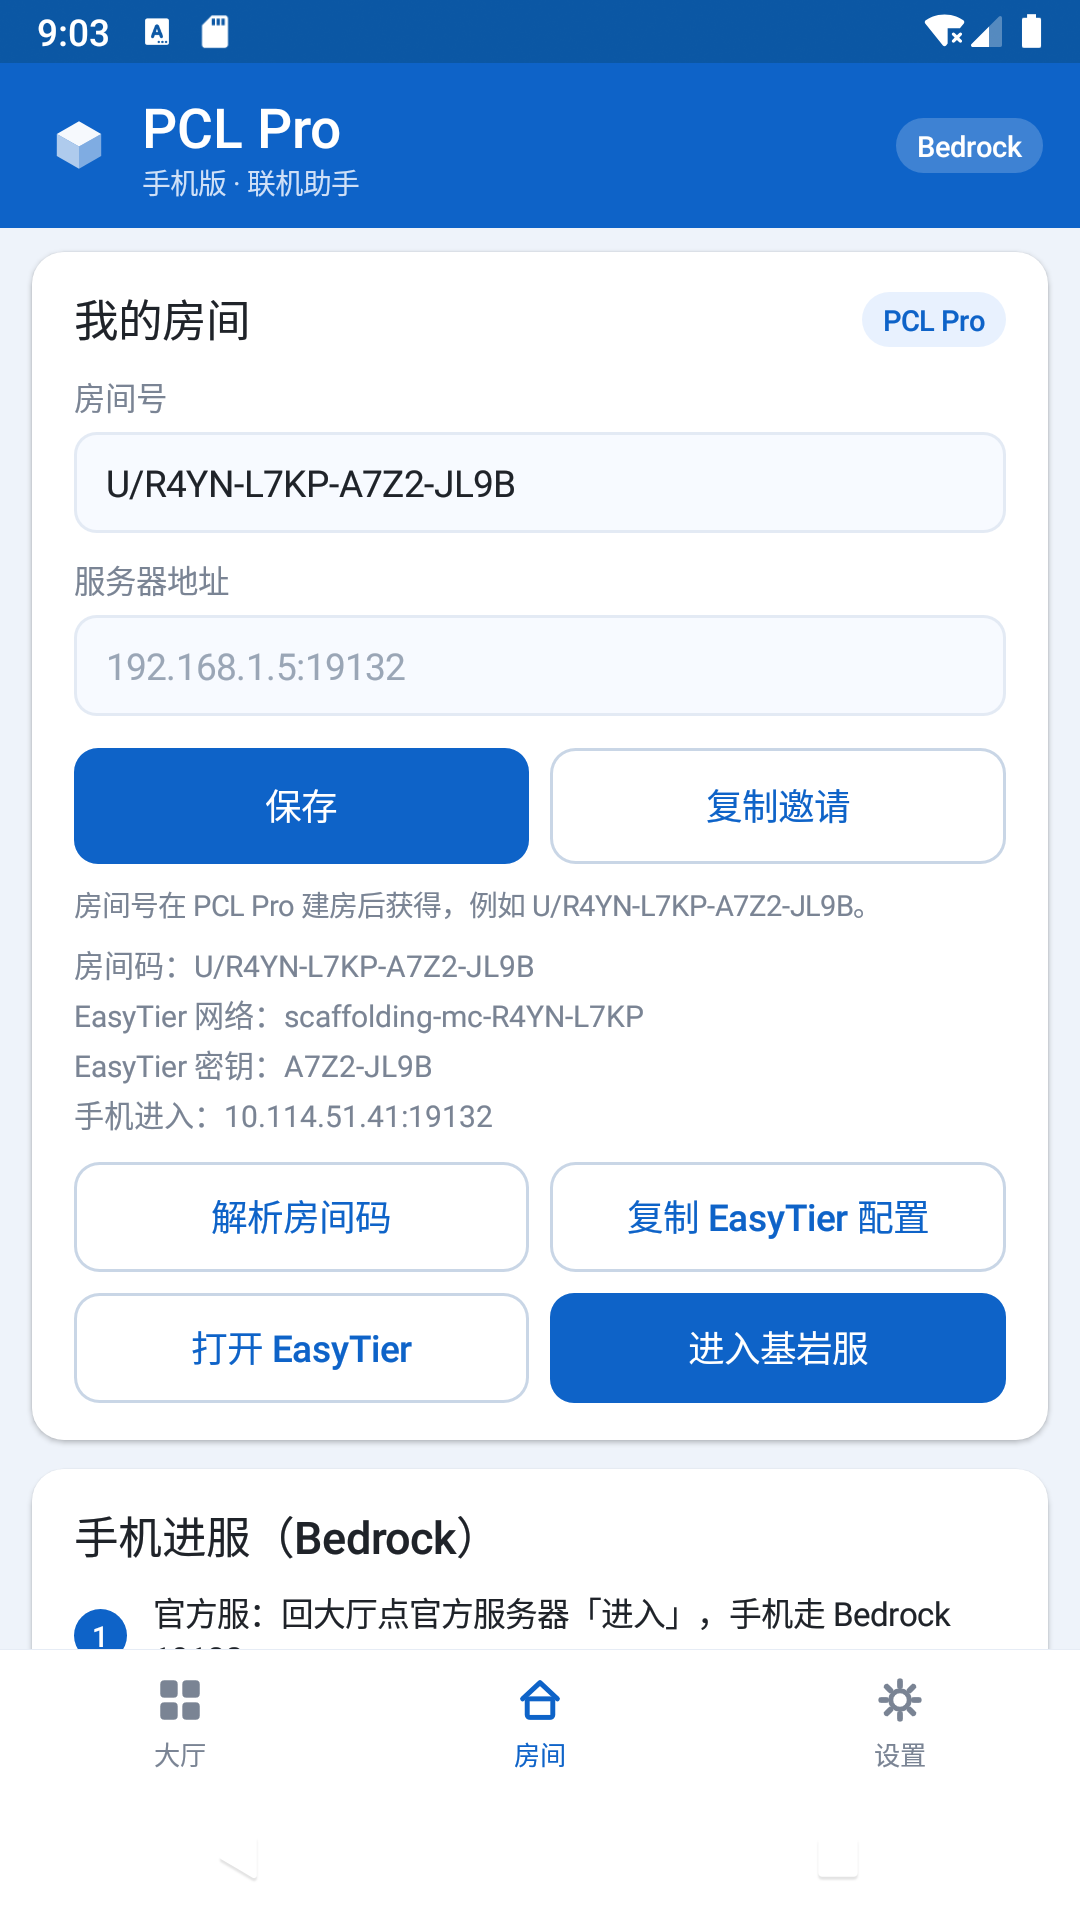 9:03
PCL Pro
手机版 · 联机助手
Bedrock
我的房间
PCL Pro
房间号
U/R4YN-L7KP-A7Z2-JL9B
服务器地址
192.168.1.5:19132
保存
复制邀请
房间号在 PCL Pro 建房后获得，例如 U/R4YN-L7KP-A7Z2-JL9B。
房间码：U/R4YN-L7KP-A7Z2-JL9B
EasyTier 网络：scaffolding-mc-R4YN-L7KP
EasyTier 密钥：A7Z2-JL9B
手机进入：10.114.51.41:19132
解析房间码
复制 EasyTier 配置
打开 EasyTier
进入基岩服
手机进服（Bedrock）
1
官方服：回大厅点官方服务器「进入」，手机走 Bedrock
大厅
房间
设置